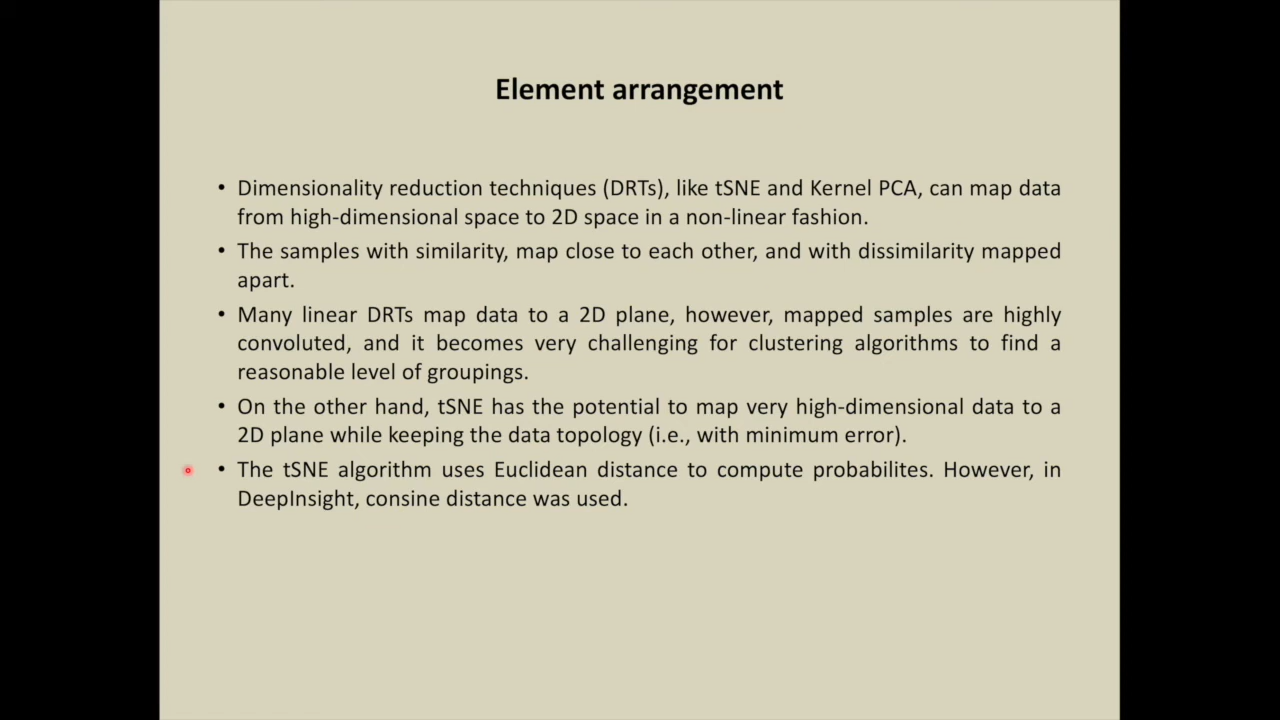 Element arrangement
• Dimensionality reduction techniques (DRTs), like tSNE and Kernel PCA, can map data
from high-dimensional space to 2D space in a non-linear fashion.
• The samples with similarity, map close to each other, and with dissimilarity mapped
apart.
• Many linear DRTs map data to a 2D plane, however, mapped samples are highly
convoluted, and it becomes very challenging for clustering algorithms to find a
reasonable level of groupings.
• On the other hand, tSNE has the potential to map very high-dimensional data to a
2D plane while keeping the data topology (i.e., with minimum error).
• The tSNE algorithm uses Euclidean distance to compute probabilites. However, in
DeepInsight, consine distance was used.